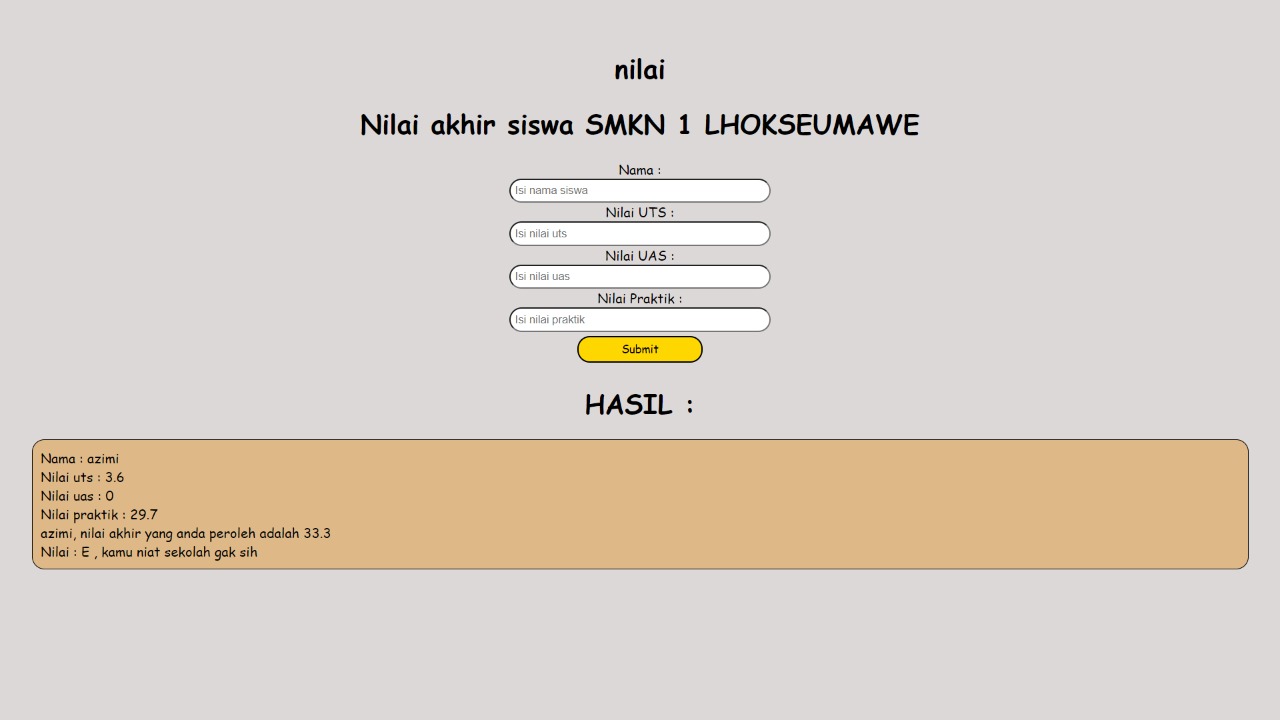 nilai
Nilai akhir siswa SMKN 1 LHOKSEUMAWE
Nama :
Isi nama siswa
Nilai UTS :
Isi nilai uts
Nilai UAS :
Isi nilai uas
Nilai Praktik :
Isi nilai praktik
Submit
HASIL :
Nama : azimi
Nilai uts : 3.6
Nilai uas : 0
Nilai praktik : 29.7
azimi, nilai akhir yang anda peroleh adalah 33.3
Nilai : E , kamu niat sekolah gak sih